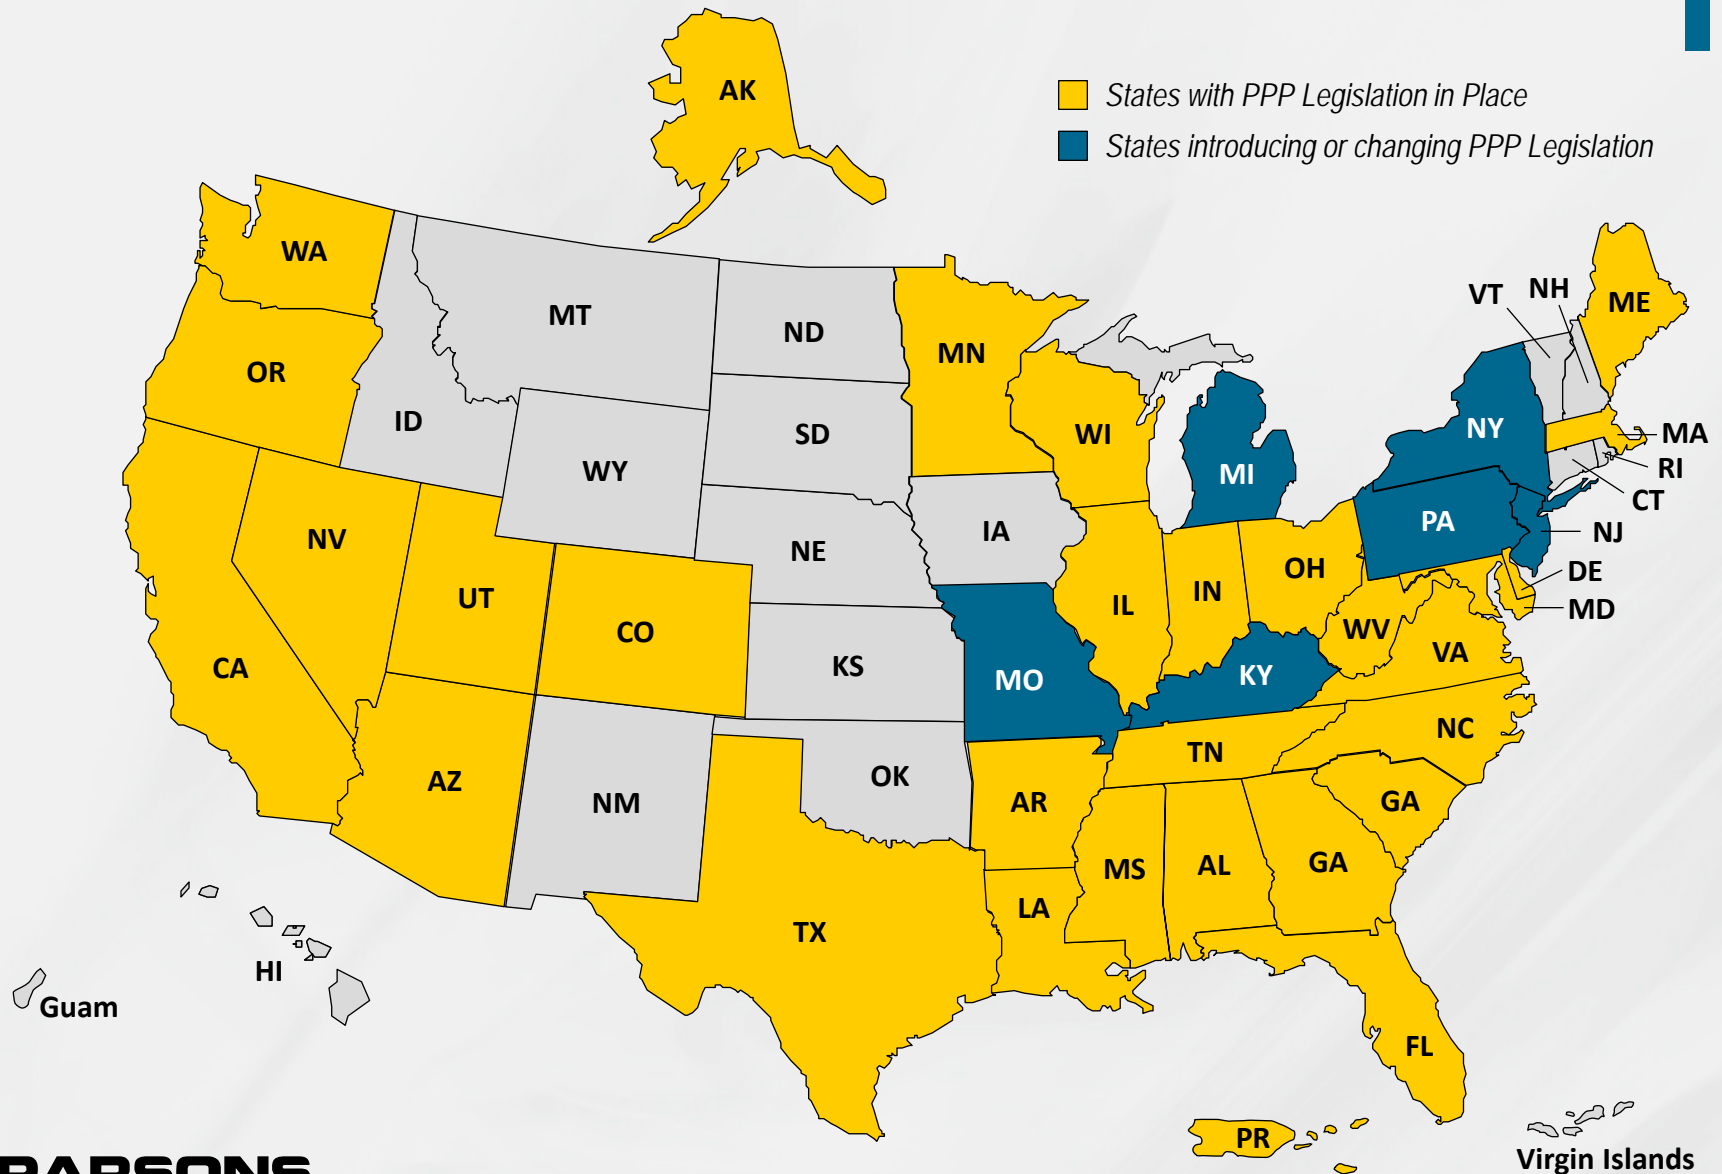 AK
States with PPP Legislation in Place
States introducing or changing PPP Legislation
WA
MT
ND
MN
VT
NH
ME
OR
ID
SD
WI
NY
MA
WY
MI
RI
CT
PA
NV
NE
IA
NJ
UT
CO
IL
IN
OH
DE
MD
WV
CA
KS
MO
KY
VA
AZ
NM
OK
AR
TN
NC
GA
MS
AL
GA
TX
LA
HI
Guam
FL
PR
Virgin Islands
PARSONS